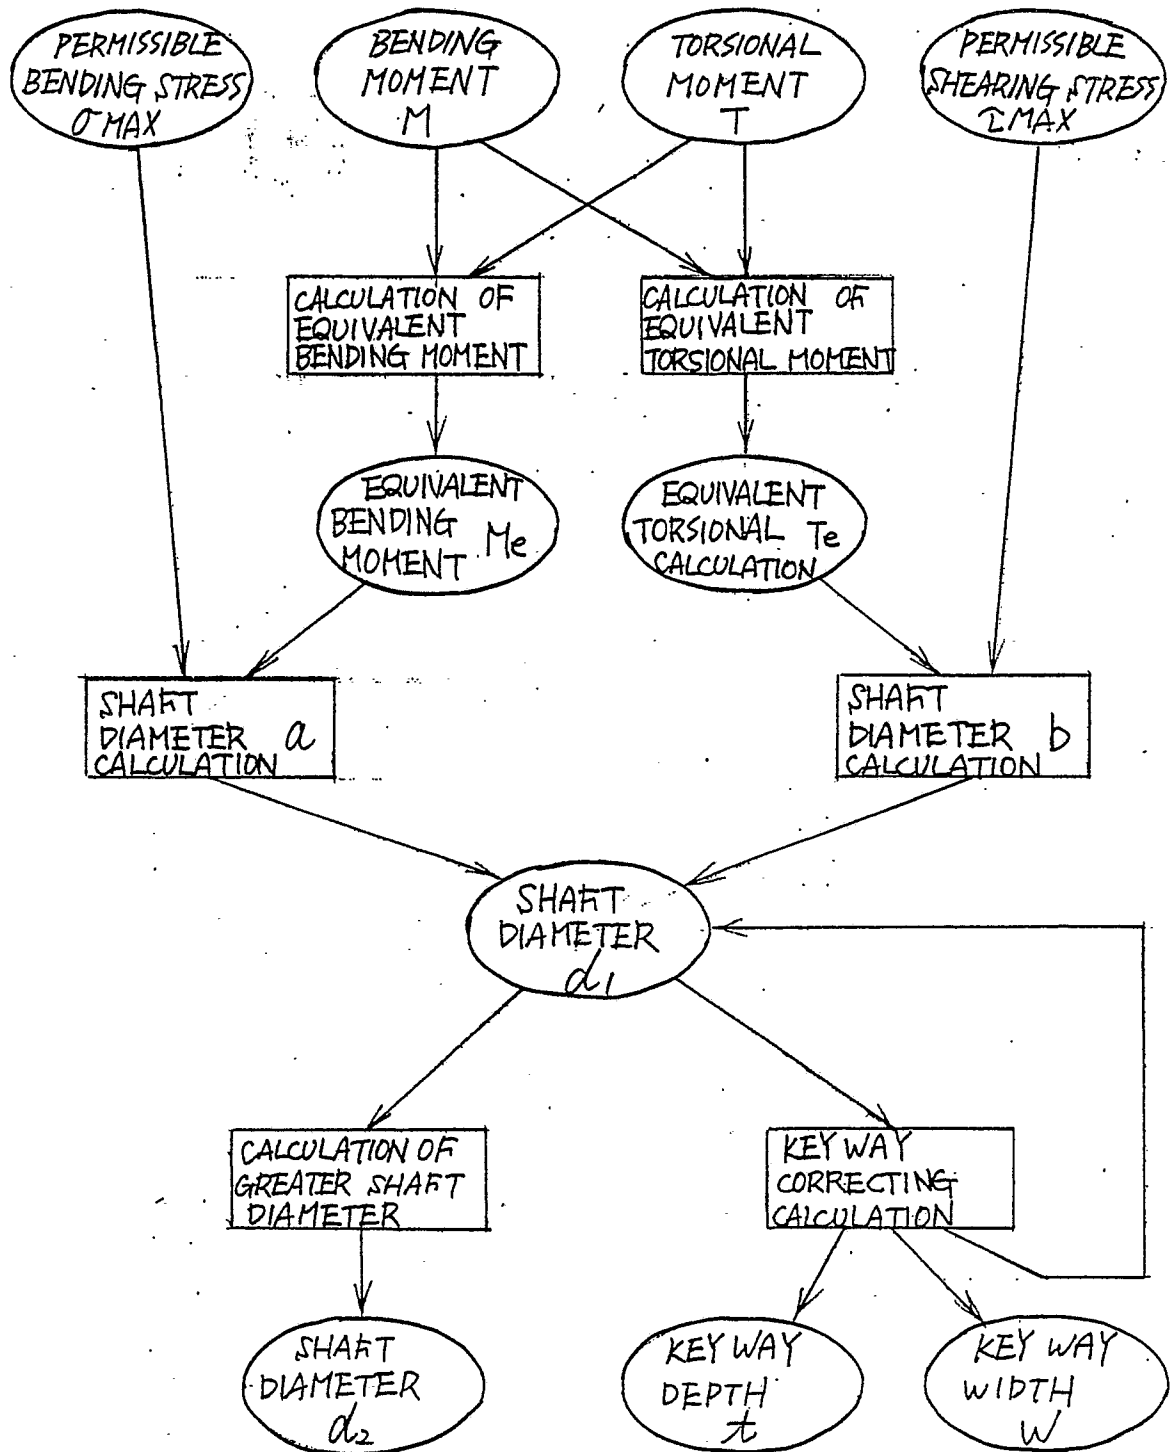 PERMISSIBLE
BENDING STRESS
σ MAX
BENDING
MOMENT
M
TORSIONAL
MOMENT
T
PERMISSIBLE
SHEARING STRESS
τ MAX
CALCULATION OF
EQUIVALENT
BENDING MOMENT
CALCULATION OF
EQUIVALENT
TORSIONAL MOMENT
EQUIVALENT
BENDING Me
MOMENT
EQUIVALENT
TORSIONAL Te
CALCULATION
SHAFT
DIAMETER a
CALCULATION
SHAFT
DIAMETER b
CALCULATION
SHAFT
DIAMETER
d1
CALCULATION OF
GREATER SHAFT
DIAMETER
KEY WAY
CORRECTING
CALCULATION
SHAFT
DIAMETER
d2
KEY WAY
DEPTH
t
KEY WAY
WIDTH
W